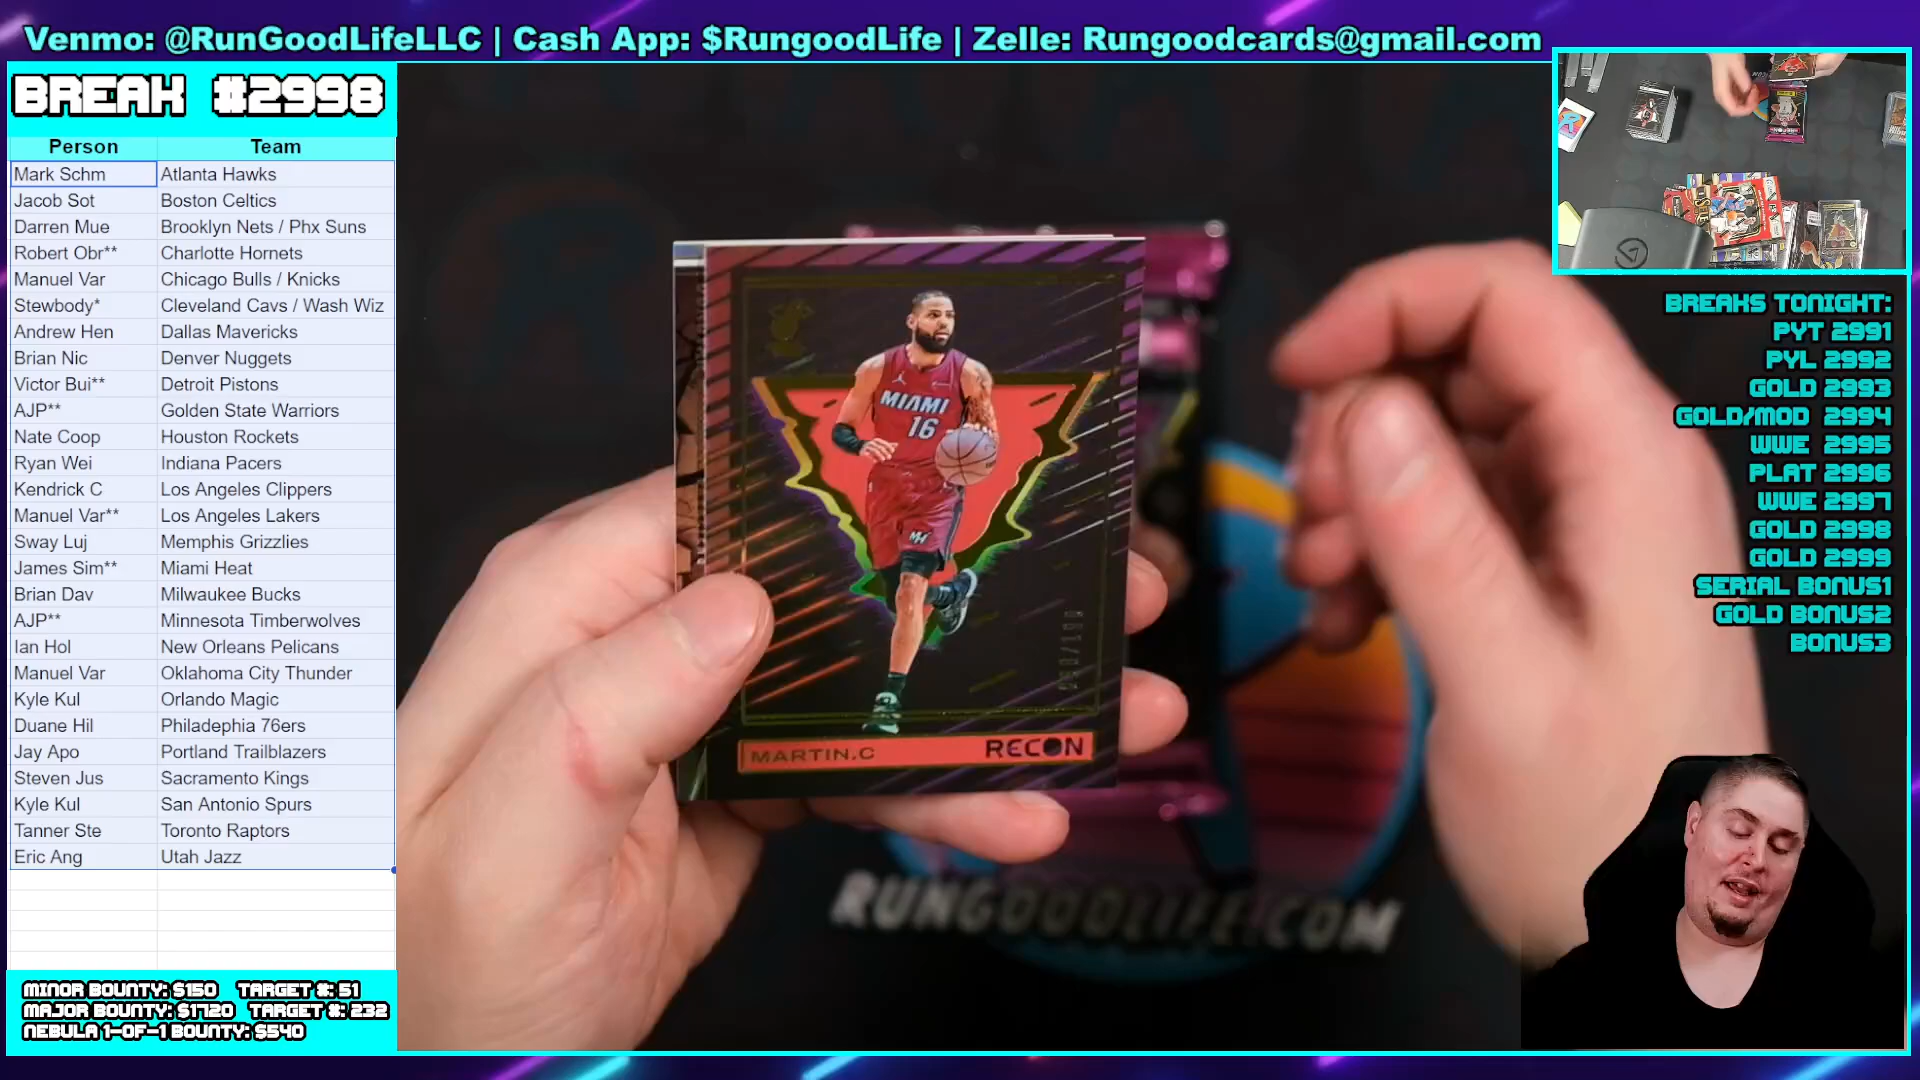 Venmo: @RunGoodLifeLLC | Cash App: $RungoodLife | Zelle: Rungoodcards@gmail.com
BREAK #2998
Person Team
Mark Schm Atlanta Hawks
Jacob Sot Boston Celtics
Darren Mue Brooklyn Nets / Phx Suns
Robert Obr** Charlotte Hornets
Manuel Var Chicago Bulls / Knicks
Stewbody* Cleveland Cavs / Wash Wiz
Andrew Hen Dallas Mavericks
Brian Nic Denver Nuggets
Victor Bui** Detroit Pistons
AJP** Golden State Warriors
Nate Coop Houston Rockets
Ryan Wei Indiana Pacers
Kendrick C Los Angeles Clippers
Manuel Var** Los Angeles Lakers
Sway Luj Memphis Grizzlies
James Sim** Miami Heat
Brian Dav Milwaukee Bucks
AJP** Minnesota Timberwolves
Ian Hol New Orleans Pelicans
Manuel Var Oklahoma City Thunder
Kyle Kul Orlando Magic
Duane Hil Philadephia 76ers
Jay Apo Portland Trailblazers
Steven Jus Sacramento Kings
Kyle Kul San Antonio Spurs
Tanner Ste Toronto Raptors
Eric Ang Utah Jazz
MINOR BOUNTY: $150 TARGET #: 51
MAJOR BOUNTY: $1720 TARGET #: 232
NEBULA 1-OF-1 BOUNTY: $540
MIAMI
16
MARTIN.C RECON
RUNGOODLIFE.COM
BREAKS TONIGHT:
PYT 2991
PYL 2992
GOLD 2993
GOLD/MOD 2994
WWE 2995
PLAT 2996
WWE 2997
GOLD 2998
GOLD 2999
SERIAL BONUS1
GOLD BONUS2
BONUS3